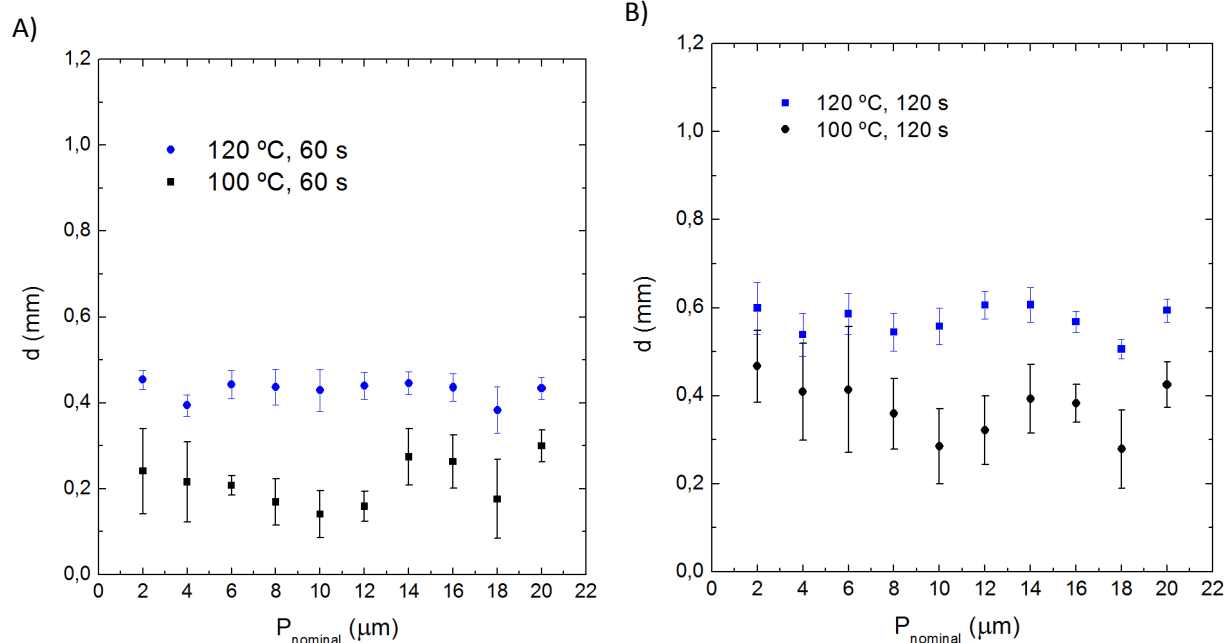 A)
1,2
1,0
0,8
0,6
0,4
0,2
0,0
d (mm)
120 ºC, 60 s
100 ºC, 60 s
0 2 4 6 8 10 12 14 16 18 20 22
P nominal (μm)
B)
1,2
1,0
0,8
0,6
0,4
0,2
0,0
d (mm)
120 ºC, 120 s
100 ºC, 120 s
0 2 4 6 8 10 12 14 16 18 20 22
P nominal (μm)